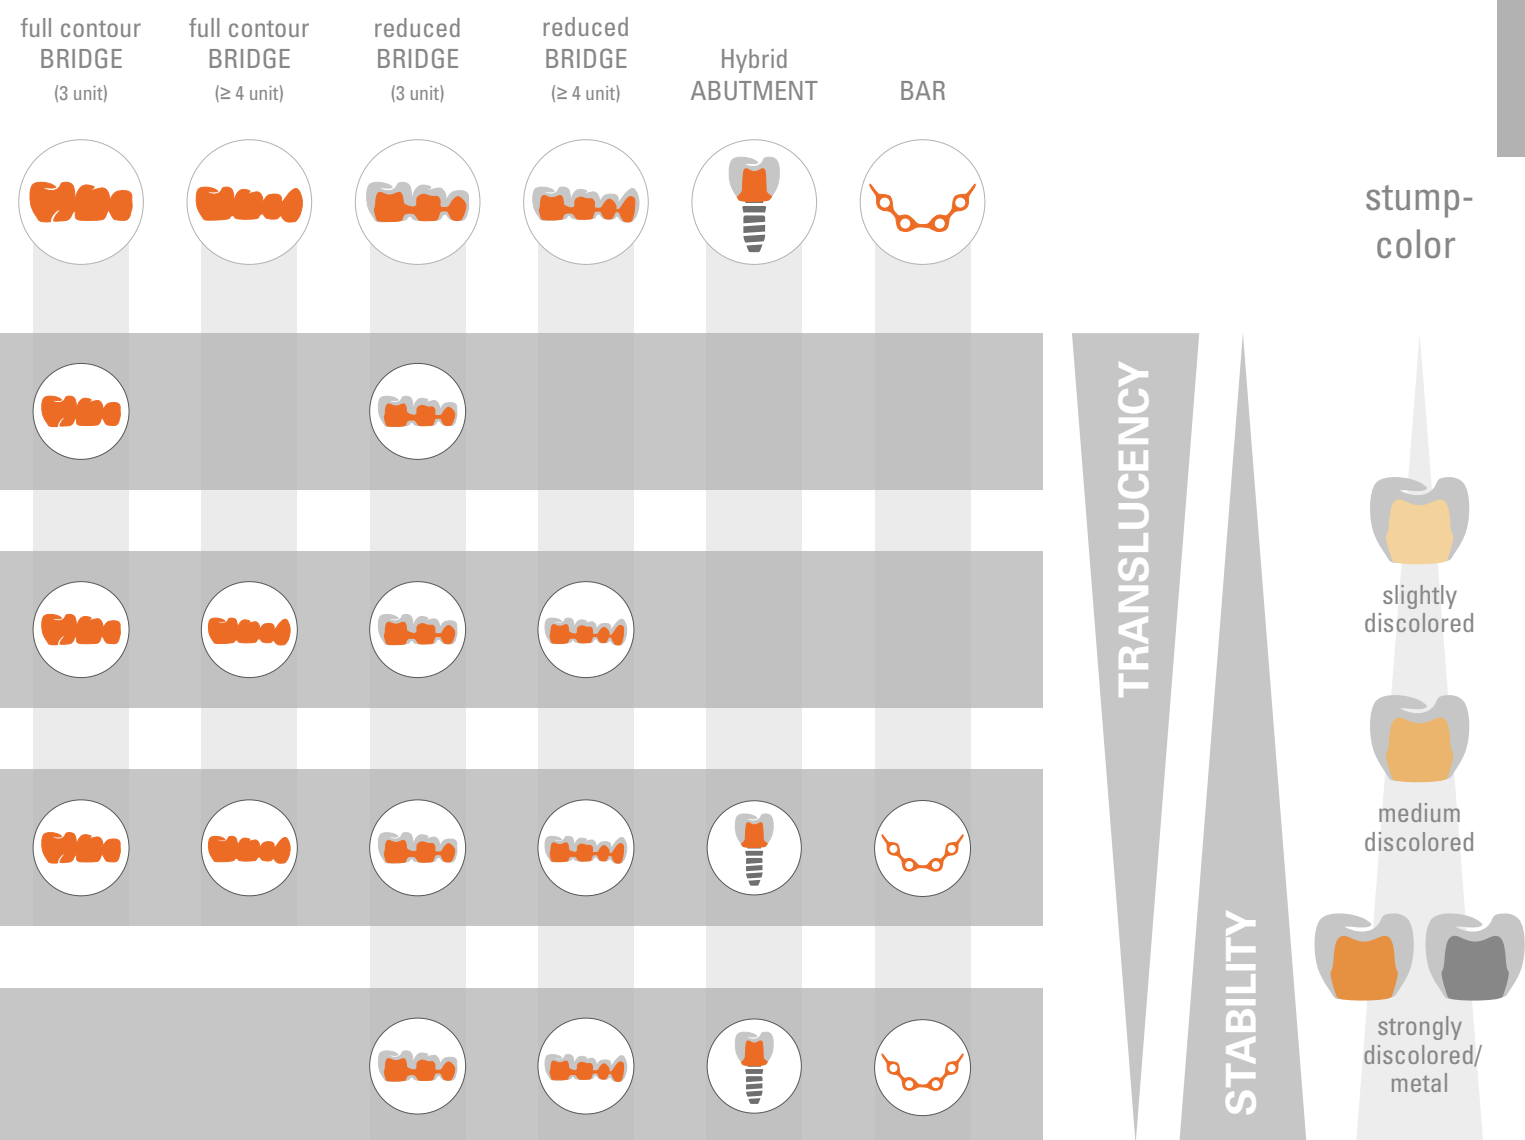 full contour
BRIDGE
(3 unit)
full contour
BRIDGE
(≥ 4 unit)
reduced
BRIDGE
(3 unit)
reduced
BRIDGE
(≥ 4 unit)
Hybrid
ABUTMENT
BAR
stump-
color
TRANSLUCENCY
STABILITY
slightly
discolored
medium
discolored
strongly
discolored/
metal